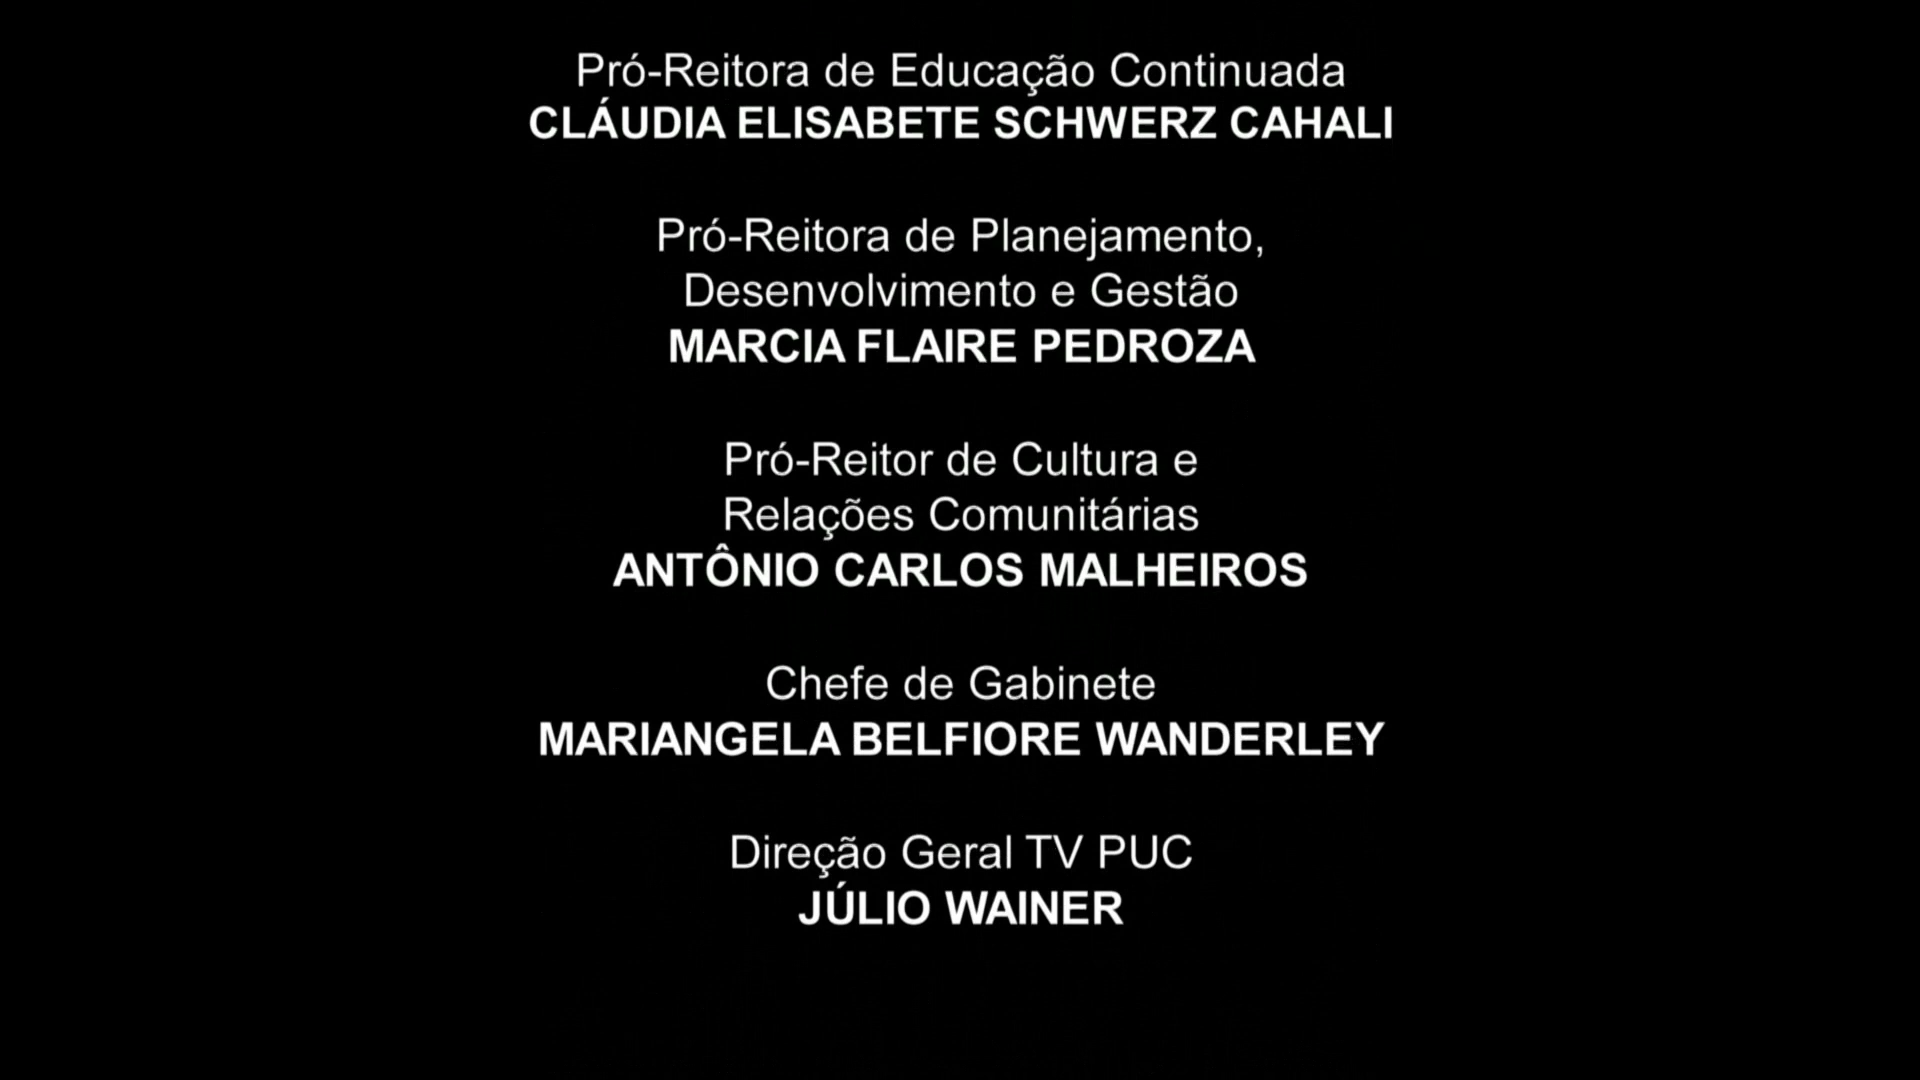 Pró-Reitora de Educação Continuada
CLÁUDIA ELISABETE SCHWERZ CAHALI
Pró-Reitora de Planejamento,
Desenvolvimento e Gestão
MARCIA FLAIRE PEDROZA
Pró-Reitor de Cultura e
Relações Comunitárias
ANTÔNIO CARLOS MALHEIROS
Chefe de Gabinete
MARIANGELA BELFIORE WANDERLEY
Direção Geral TV PUC
JÚLIO WAINER